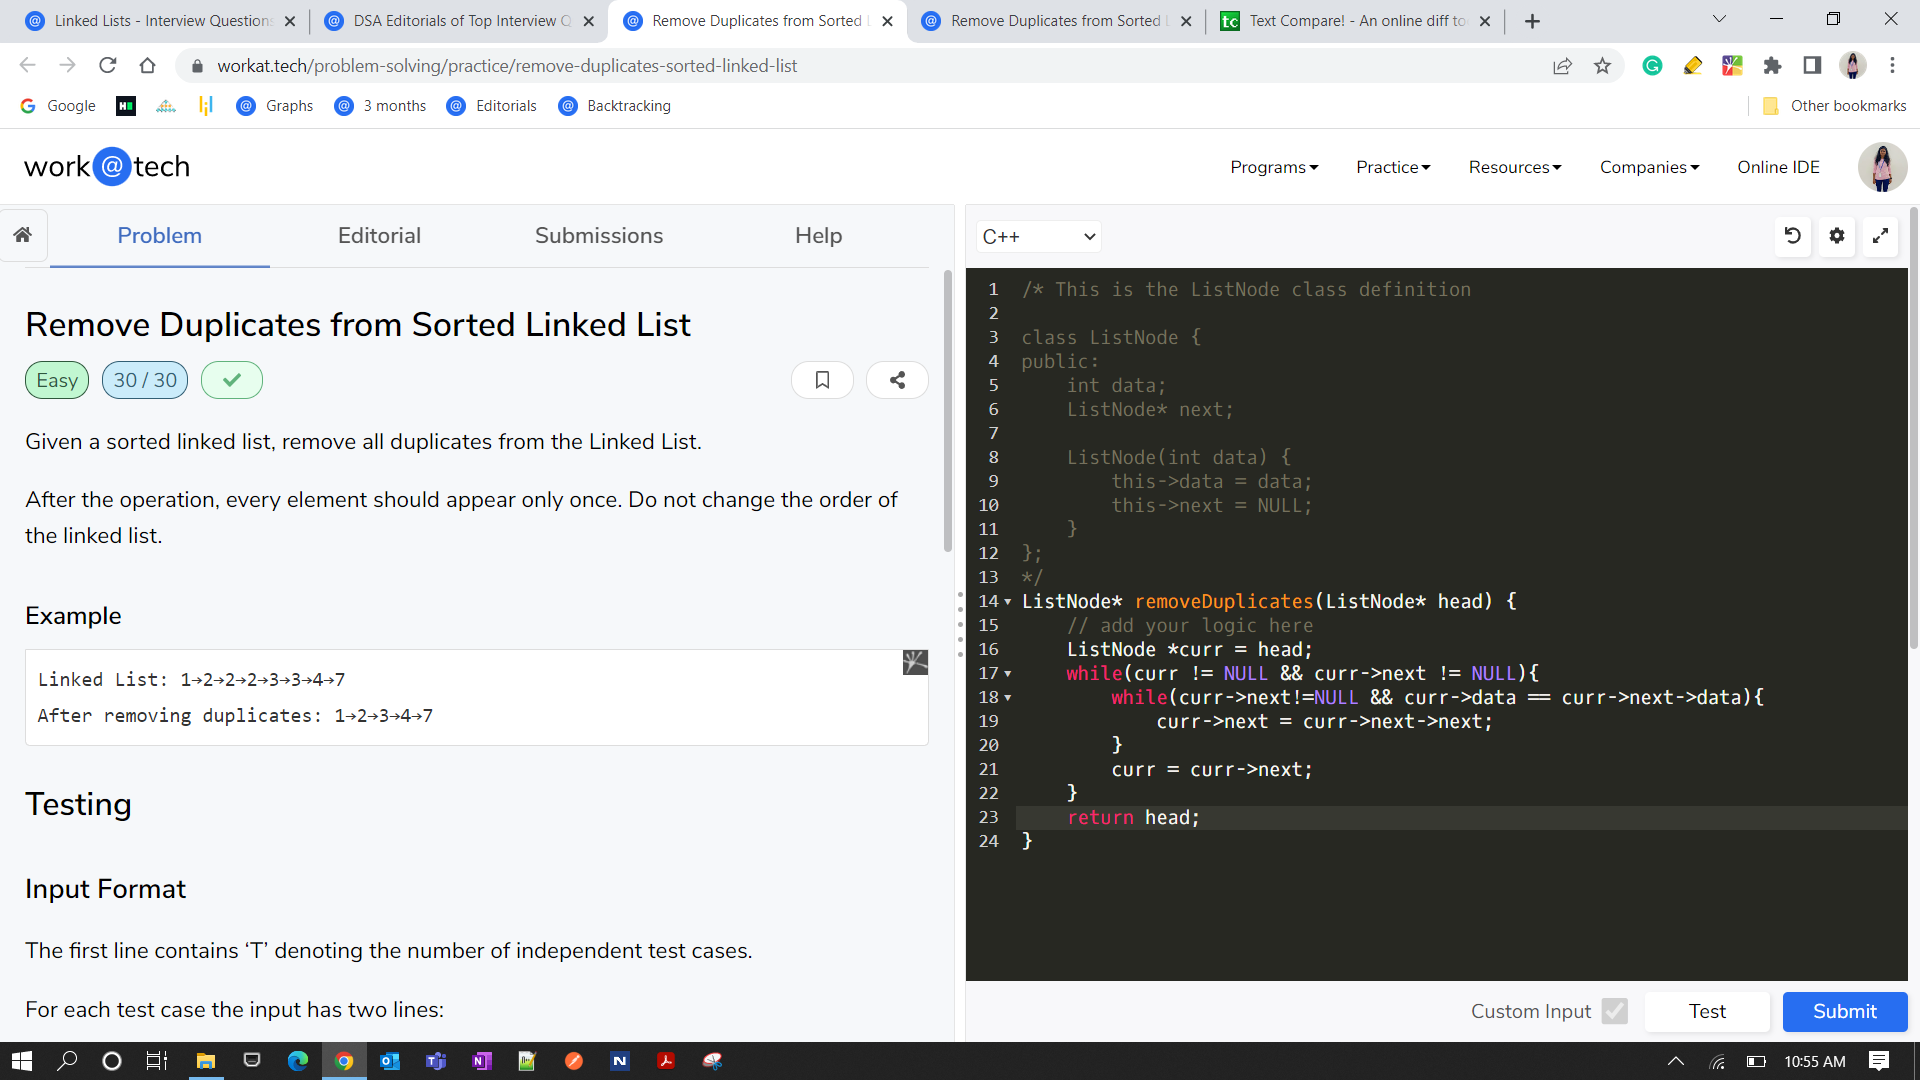 Linked Lists - Interview Questions
DSA Editorials of Top Interview Q
Remove Duplicates from Sorted L
Remove Duplicates from Sorted L
tc Text Compare! - An online diff to
workat.tech/problem-solving/practice/remove-duplicates-sorted-linked-list
Google
Graphs
3 months
Editorials
Backtracking
Other bookmarks
work@tech
Programs
Practice
Resources
Companies
Online IDE
Problem
Editorial
Submissions
Help
C++
Remove Duplicates from Sorted Linked List
Easy
30 / 30
Given a sorted linked list, remove all duplicates from the Linked List.
After the operation, every element should appear only once. Do not change the order of
the linked list.
Example
Linked List: 1→2→2→2→3→3→4→7
After removing duplicates: 1→2→3→4→7
Testing
Input Format
The first line contains ‘T’ denoting the number of independent test cases.
For each test case the input has two lines:
1 /* This is the ListNode class definition
2
3 class ListNode {
4 public:
5     int data;
6     ListNode* next;
7
8     ListNode(int data) {
9         this->data = data;
10         this->next = NULL;
11     }
12 };
13 */
14 ListNode* removeDuplicates(ListNode* head) {
15     // add your logic here
16     ListNode *curr = head;
17     while(curr != NULL && curr->next != NULL){
18         while(curr->next!=NULL && curr->data == curr->next->data){
19             curr->next = curr->next->next;
20         }
21         curr = curr->next;
22     }
23     return head;
24 }
Custom Input
Test
Submit
10:55 AM